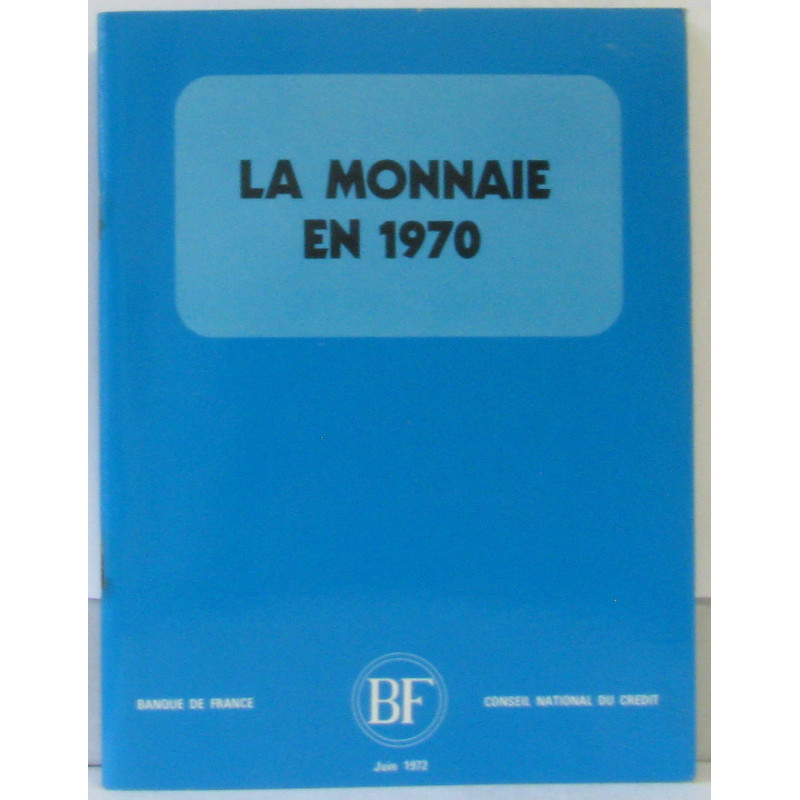 LA MONNAIE
EN 1970
BANQUE DE FRANCE
BF
CONSEIL NATIONAL DU CREDIT
Juin 1972